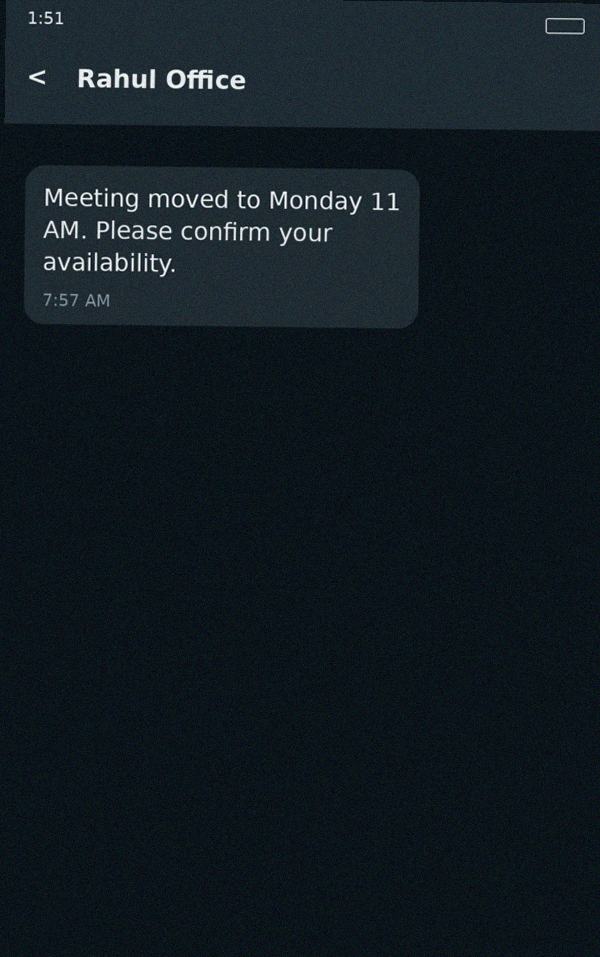 1:51
< Rahul Office
Meeting moved to Monday 11
AM. Please confirm your
availability.
7:57 AM